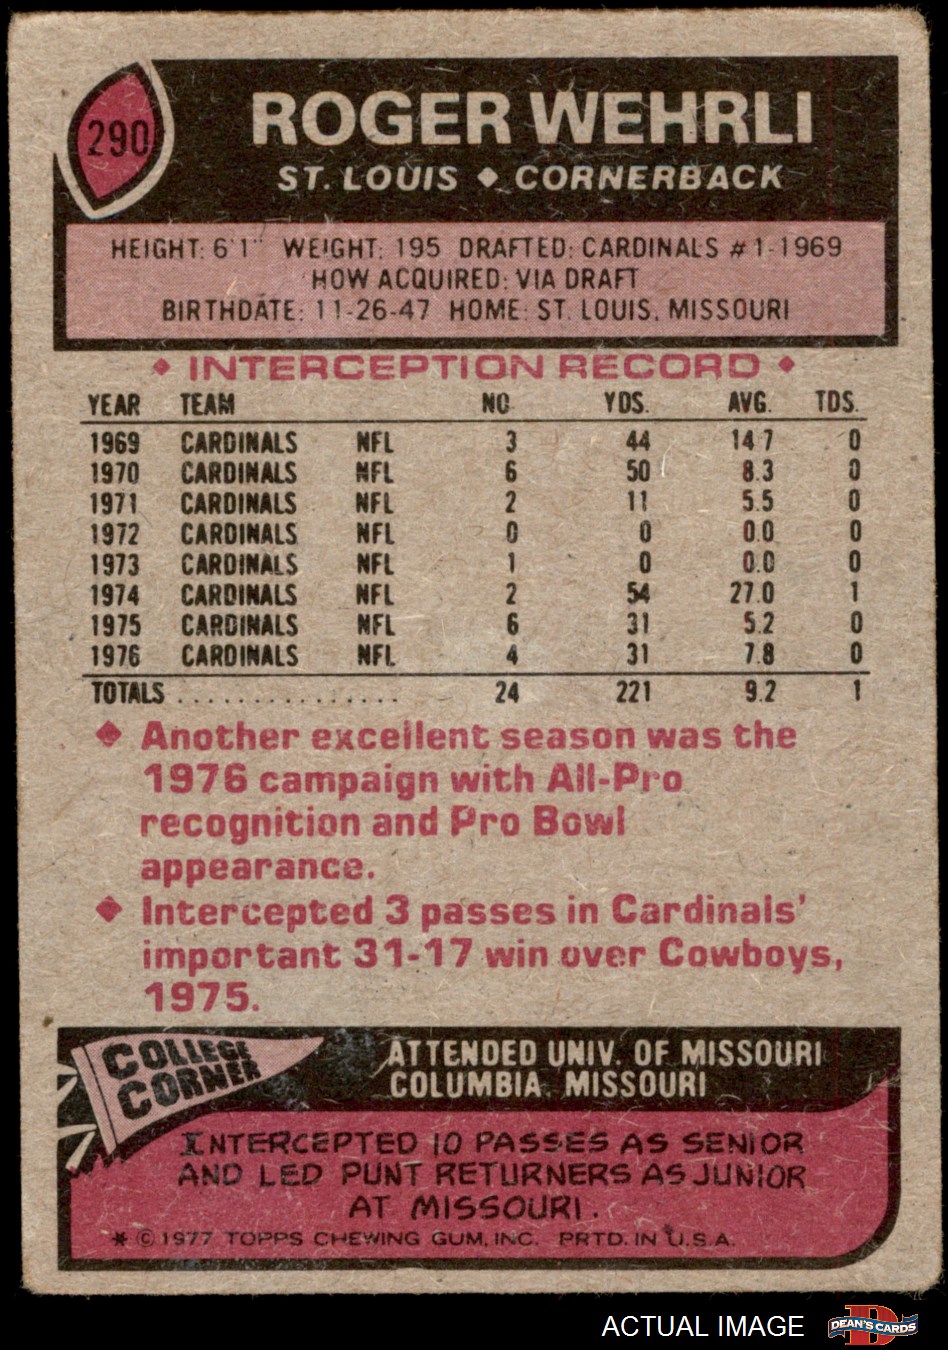 290
ROGER WEHRLI
ST. LOUIS ◆ CORNERBACK
HEIGHT: 6'1" WEIGHT: 195 DRAFTED: CARDINALS #1-1969
HOW ACQUIRED: VIA DRAFT
BIRTHDATE: 11-26-47 HOME: ST. LOUIS, MISSOURI
◆ INTERCEPTION RECORD ◆
YEAR TEAM NO. YDS. AVG. TDS.
1969 CARDINALS NFL 3 44 14.7 0
1970 CARDINALS NFL 6 50 8.3 0
1971 CARDINALS NFL 2 11 5.5 0
1972 CARDINALS NFL 0 0 0.0 0
1973 CARDINALS NFL 1 0 0.0 0
1974 CARDINALS NFL 2 54 27.0 1
1975 CARDINALS NFL 6 31 5.2 0
1976 CARDINALS NFL 4 31 7.8 0
TOTALS ................ 24 221 9.2 1
◆ Another excellent season was the
1976 campaign with All-Pro
recognition and Pro Bowl
appearance.
◆ Intercepted 3 passes in Cardinals'
important 31-17 win over Cowboys,
1975.
COLLEGE
CORNER
ATTENDED UNIV. OF MISSOURI
COLUMBIA, MISSOURI
INTERCEPTED 10 PASSES AS SENIOR
AND LED PUNT RETURNERS AS JUNIOR
AT MISSOURI.
* © 1977 TOPPS CHEWING GUM, INC. PRTD. IN U.S.A.
ACTUAL IMAGE
D
DEAN'S CARDS